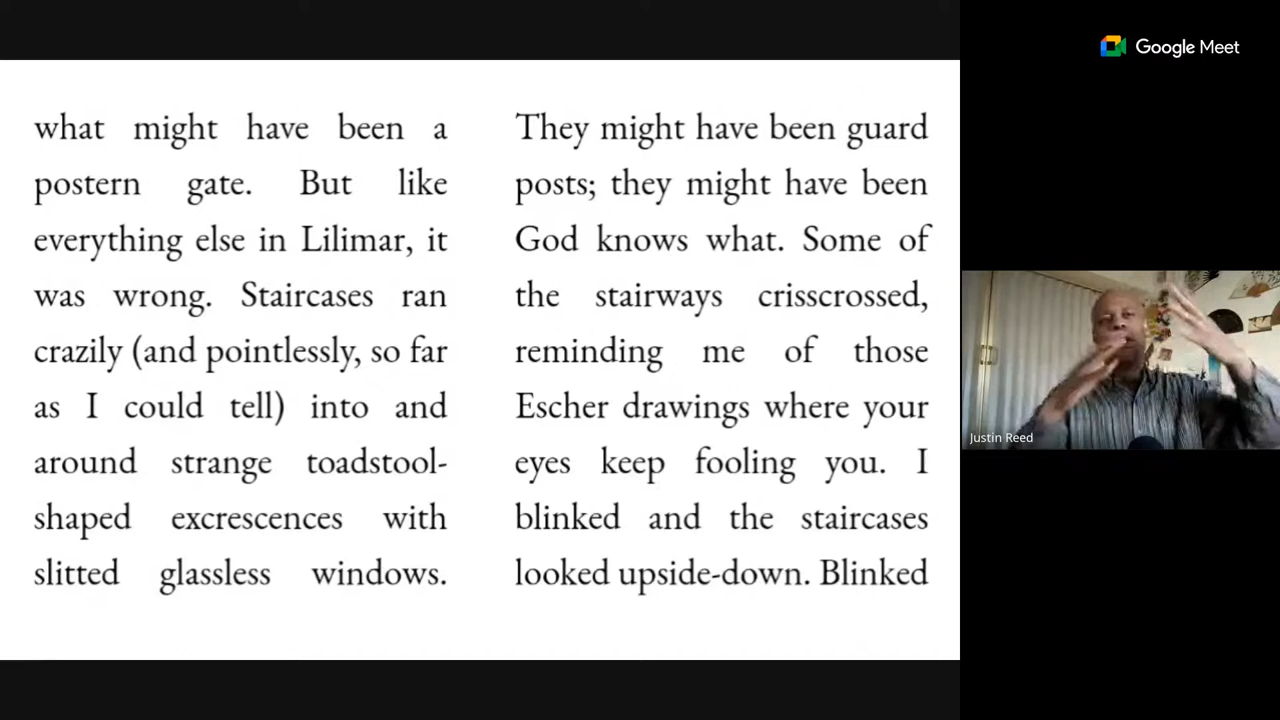 Google Meet
what might have been a
postern gate. But like
everything else in Lilimar, it
was wrong. Staircases ran
crazily (and pointlessly, so far
as I could tell) into and
around strange toadstool-
shaped excrescences with
slitted glassless windows.
They might have been guard
posts; they might have been
God knows what. Some of
the stairways crisscrossed,
reminding me of those
Escher drawings where your
eyes keep fooling you. I
blinked and the staircases
looked upside-down. Blinked
Justin Reed